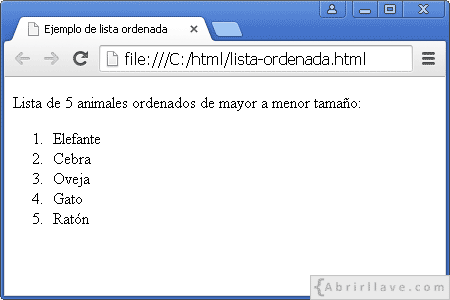 Ejemplo de lista ordenada
file:///C:/html/lista-ordenada.html
Lista de 5 animales ordenados de mayor a menor tamaño:
1. Elefante
2. Cebra
3. Oveja
4. Gato
5. Ratón
{Abrirllave.com